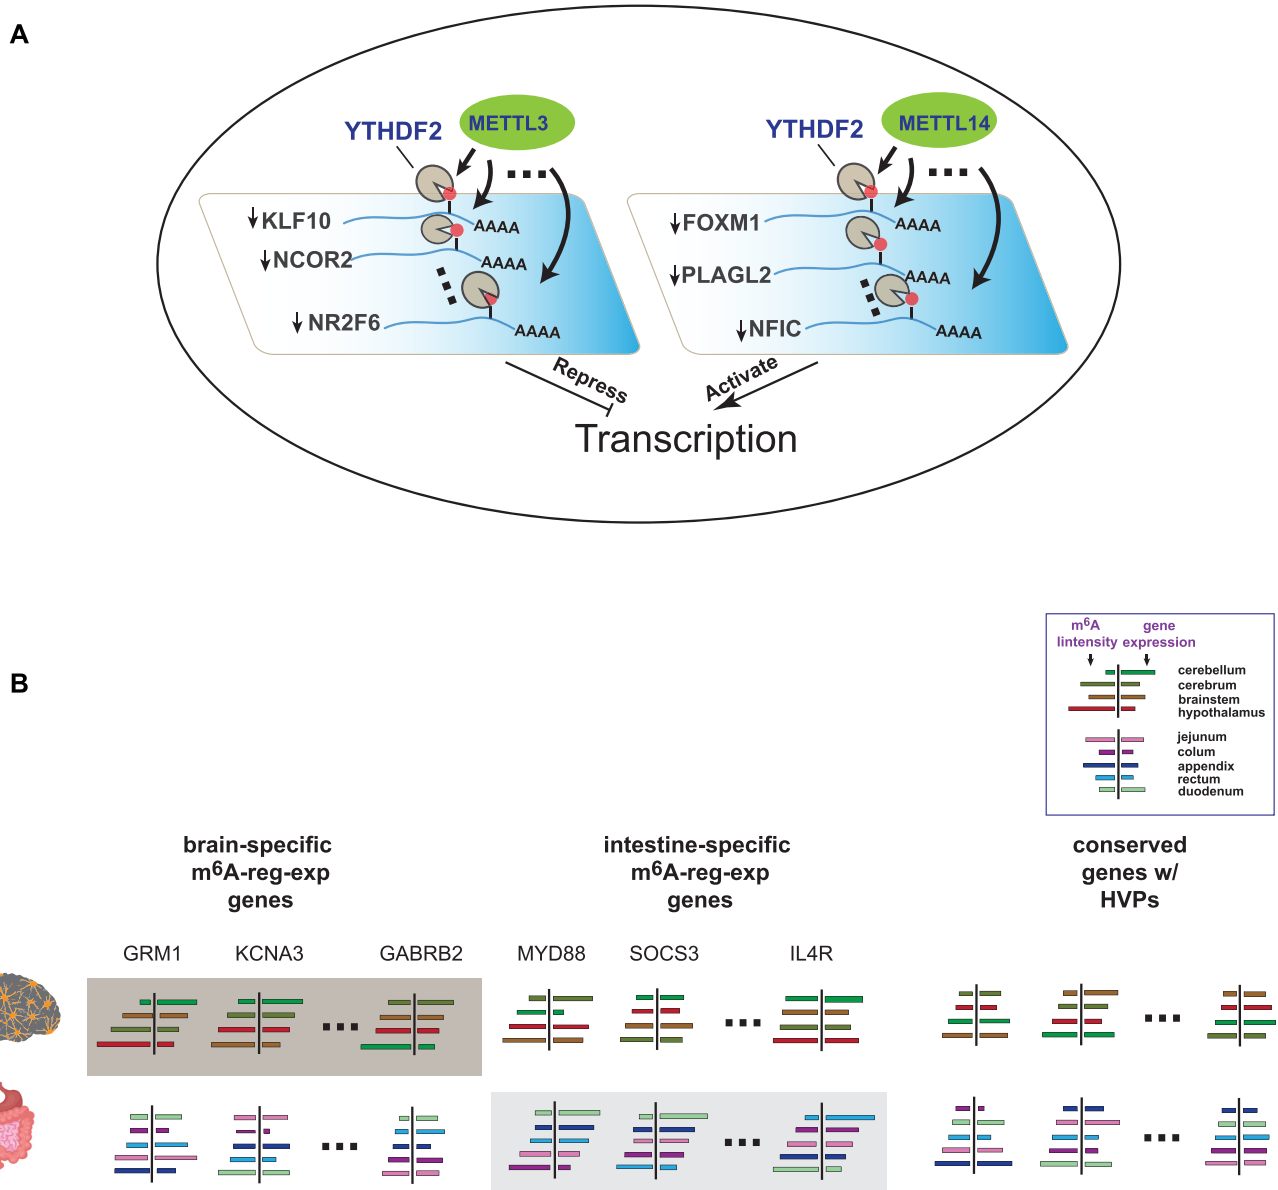 A
YTHDF2
METTL3
YTHDF2
METTL14
KLF10
AAAA
NCOR2
AAAA
NR2F6
AAAA
FOXM1
AAAA
PLAGL2
AAAA
NFIC
AAAA
Repress
Activate
Transcription
B
m6A
lintensity
gene
expression
cerebellum
cerebrum
brainstem
hypothalamus
jejunum
colum
appendix
rectum
duodenum
brain-specific
m6A-reg-exp
genes
intestine-specific
m6A-reg-exp
genes
conserved
genes w/
HVPs
GRM1 KCNA3 GABRB2 MYD88 SOCS3 IL4R